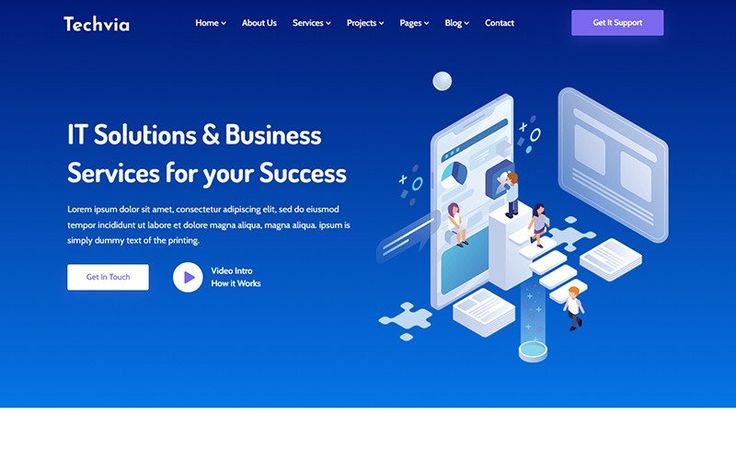 Techvia
Home
About Us
Services
Projects
Pages
Blog
Contact
Get It Support
IT Solutions & Business
Services for your Success
Lorem ipsum dolor sit amet, consectetur adipiscing elit, sed do eiusmod
tempor incididunt ut labore et dolore magna aliqua, magna aliqua. ipsum is
simply dummy text of the printing.
Get In Touch
Video Intro
How it Works